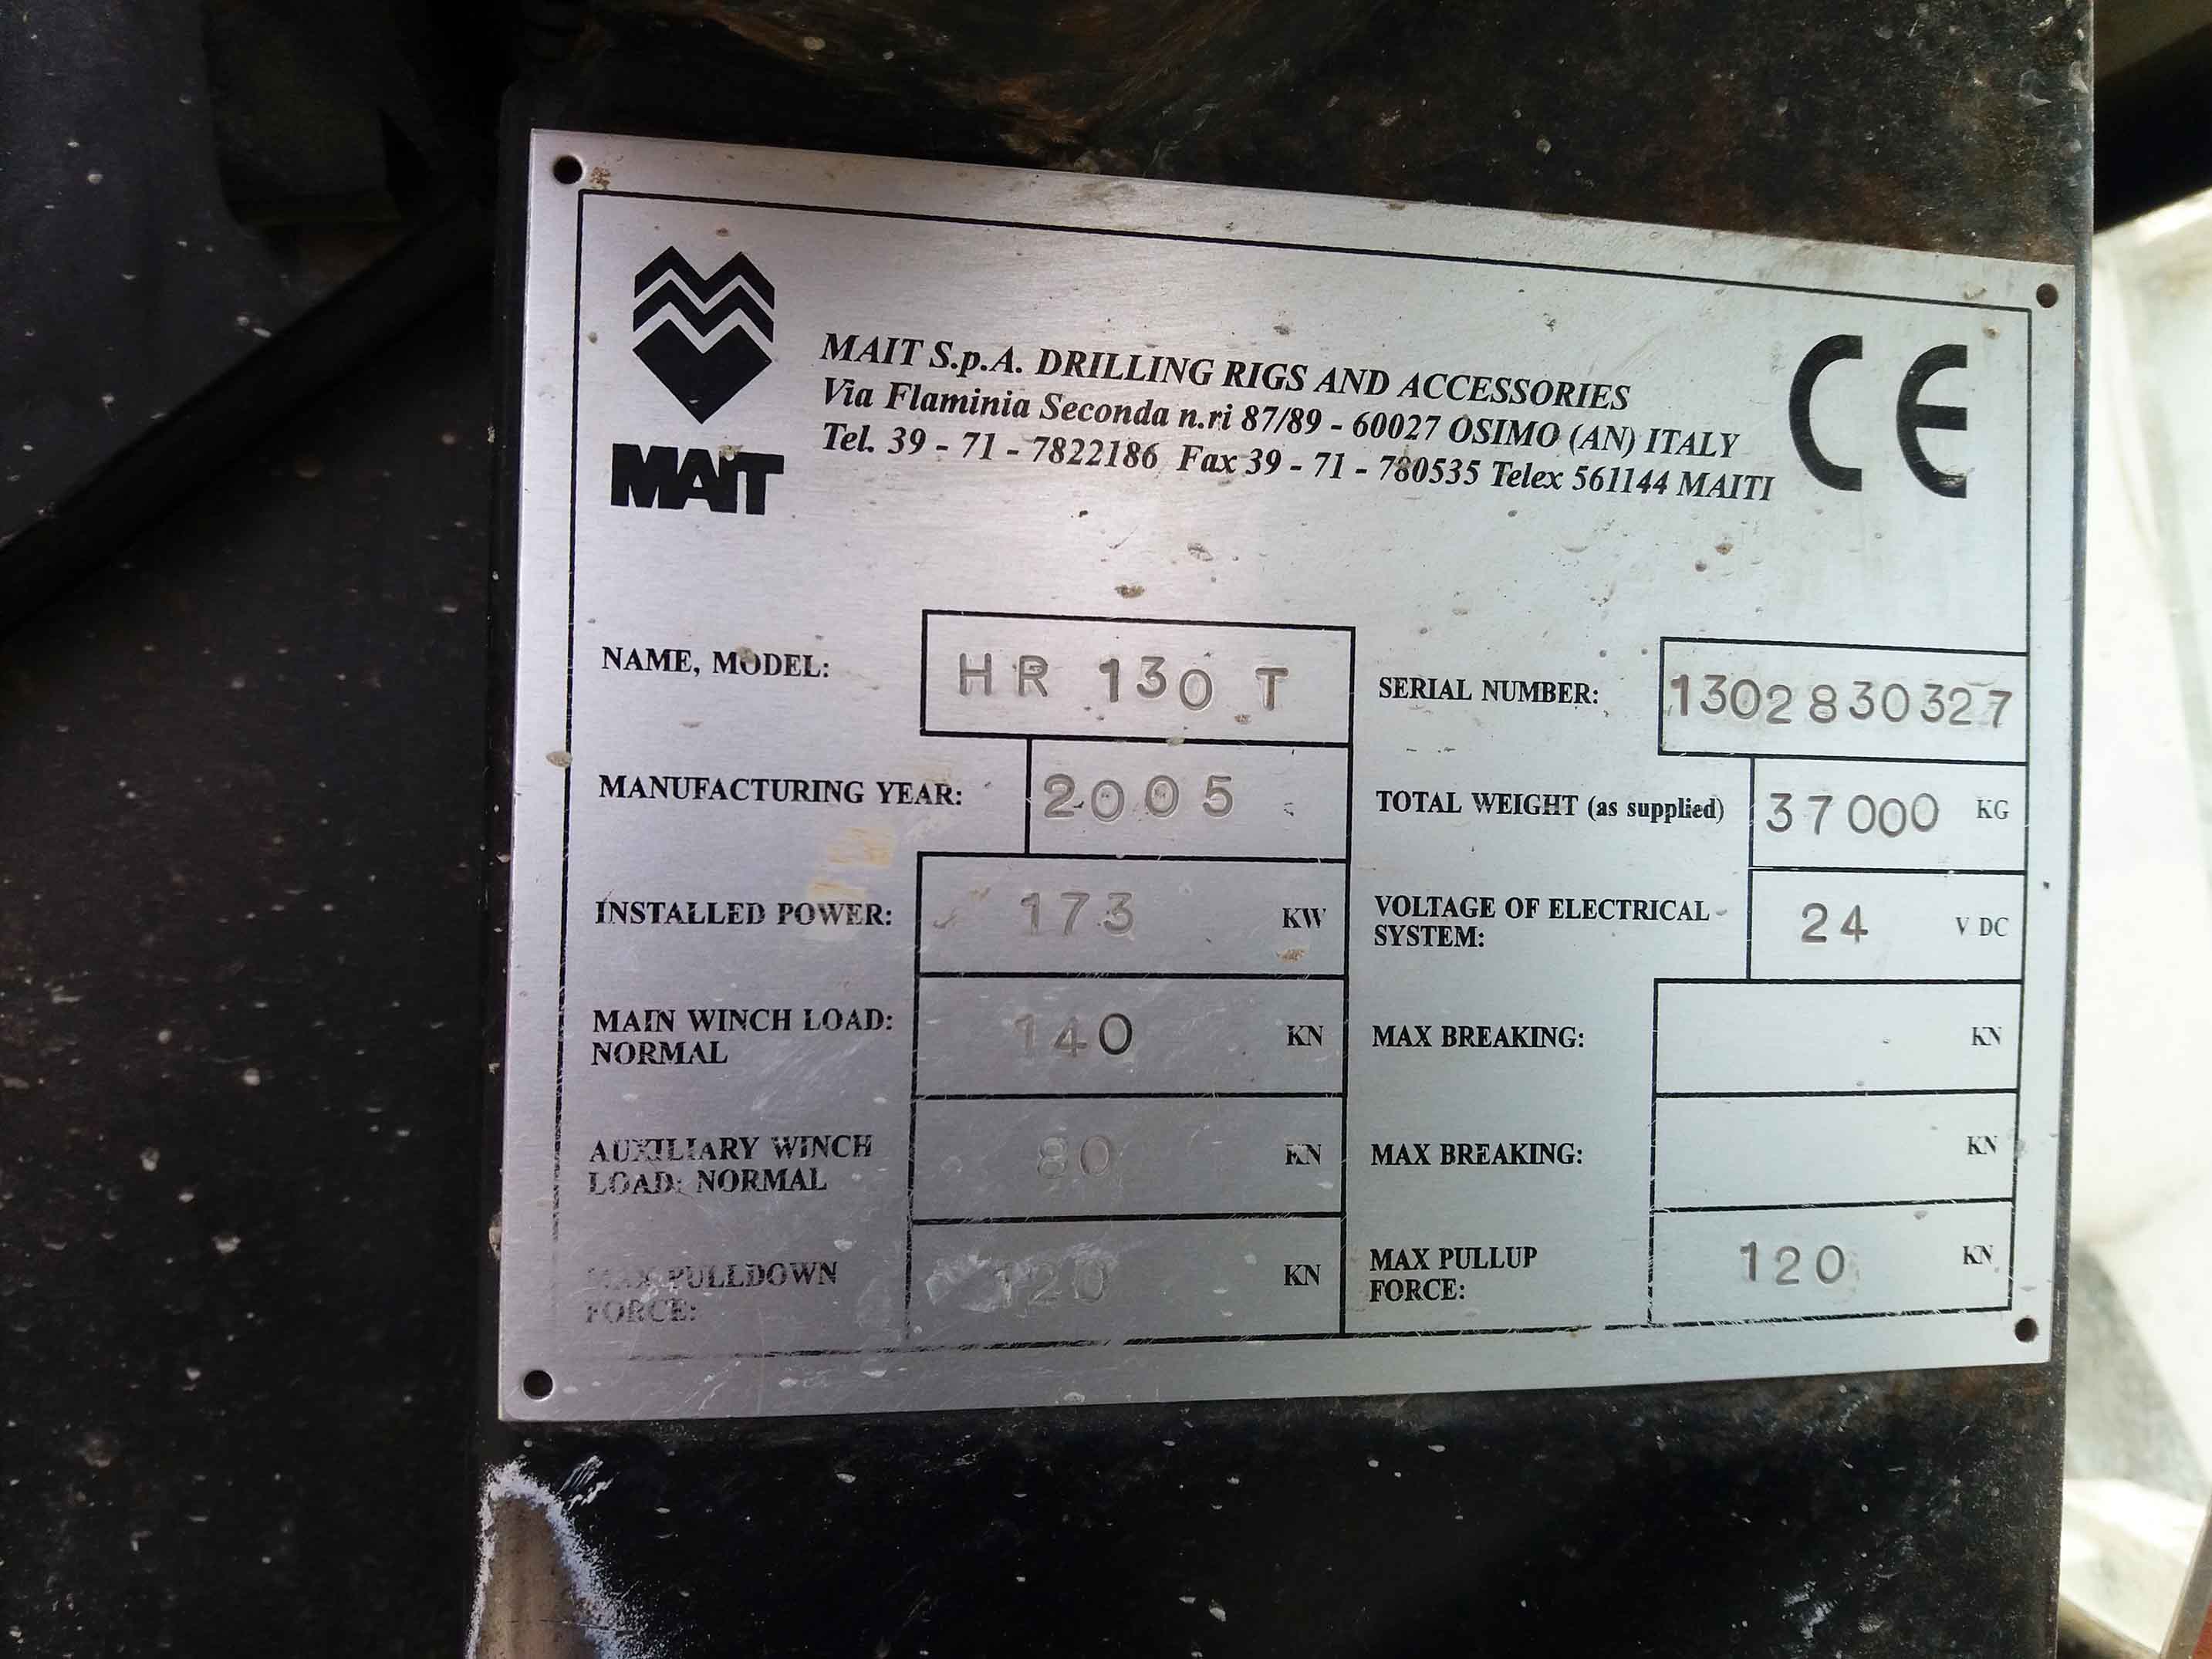 MAIT
MAIT S.p.A. DRILLING RIGS AND ACCESSORIES
Via Flaminia Seconda n.ri 87/89 - 60027 OSIMO (AN) ITALY
Tel. 39 - 71 - 7822186 Fax 39 - 71 - 780535 Telex 561144 MAITI
CE
NAME, MODEL: HR 130 T
SERIAL NUMBER: 1302830327
MANUFACTURING YEAR: 2005
TOTAL WEIGHT (as supplied) 37000 KG
INSTALLED POWER: 173 KW
VOLTAGE OF ELECTRICAL
SYSTEM: 24 V DC
MAIN WINCH LOAD:
NORMAL 140 KN
MAX BREAKING: KN
AUXILIARY WINCH
LOAD: NORMAL 80 KN
MAX BREAKING: KN
MAX PULLDOWN
FORCE: 120 KN
MAX PULLUP
FORCE: 120 KN